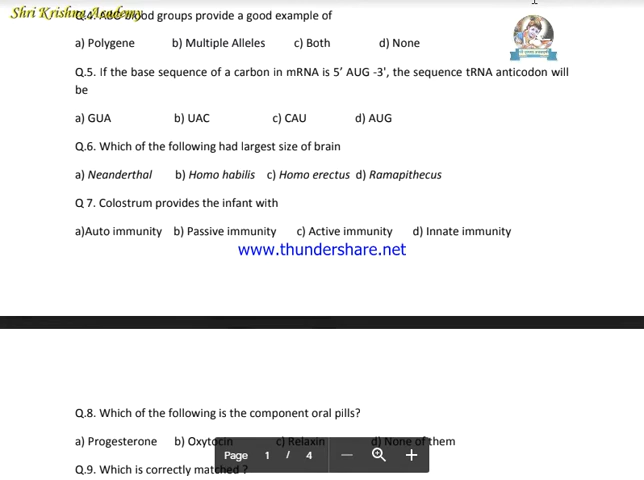 Shri Krishna Academy
Q.4. ABO blood groups provide a good example of
a) Polygene b) Multiple Alleles c) Both d) None
Q.5. If the base sequence of a carbon in mRNA is 5’ AUG -3', the sequence tRNA anticodon will
be
a) GUA b) UAC c) CAU d) AUG
Q.6. Which of the following had largest size of brain
a) Neanderthal b) Homo habilis c) Homo erectus d) Ramapithecus
Q 7. Colostrum provides the infant with
a)Auto immunity b) Passive immunity c) Active immunity d) Innate immunity
www.thundershare.net
Q.8. Which of the following is the component oral pills?
a) Progesterone b) Oxytocin c) Relaxin d) None of them
Page 1 / 4
Q.9. Which is correctly matched ?